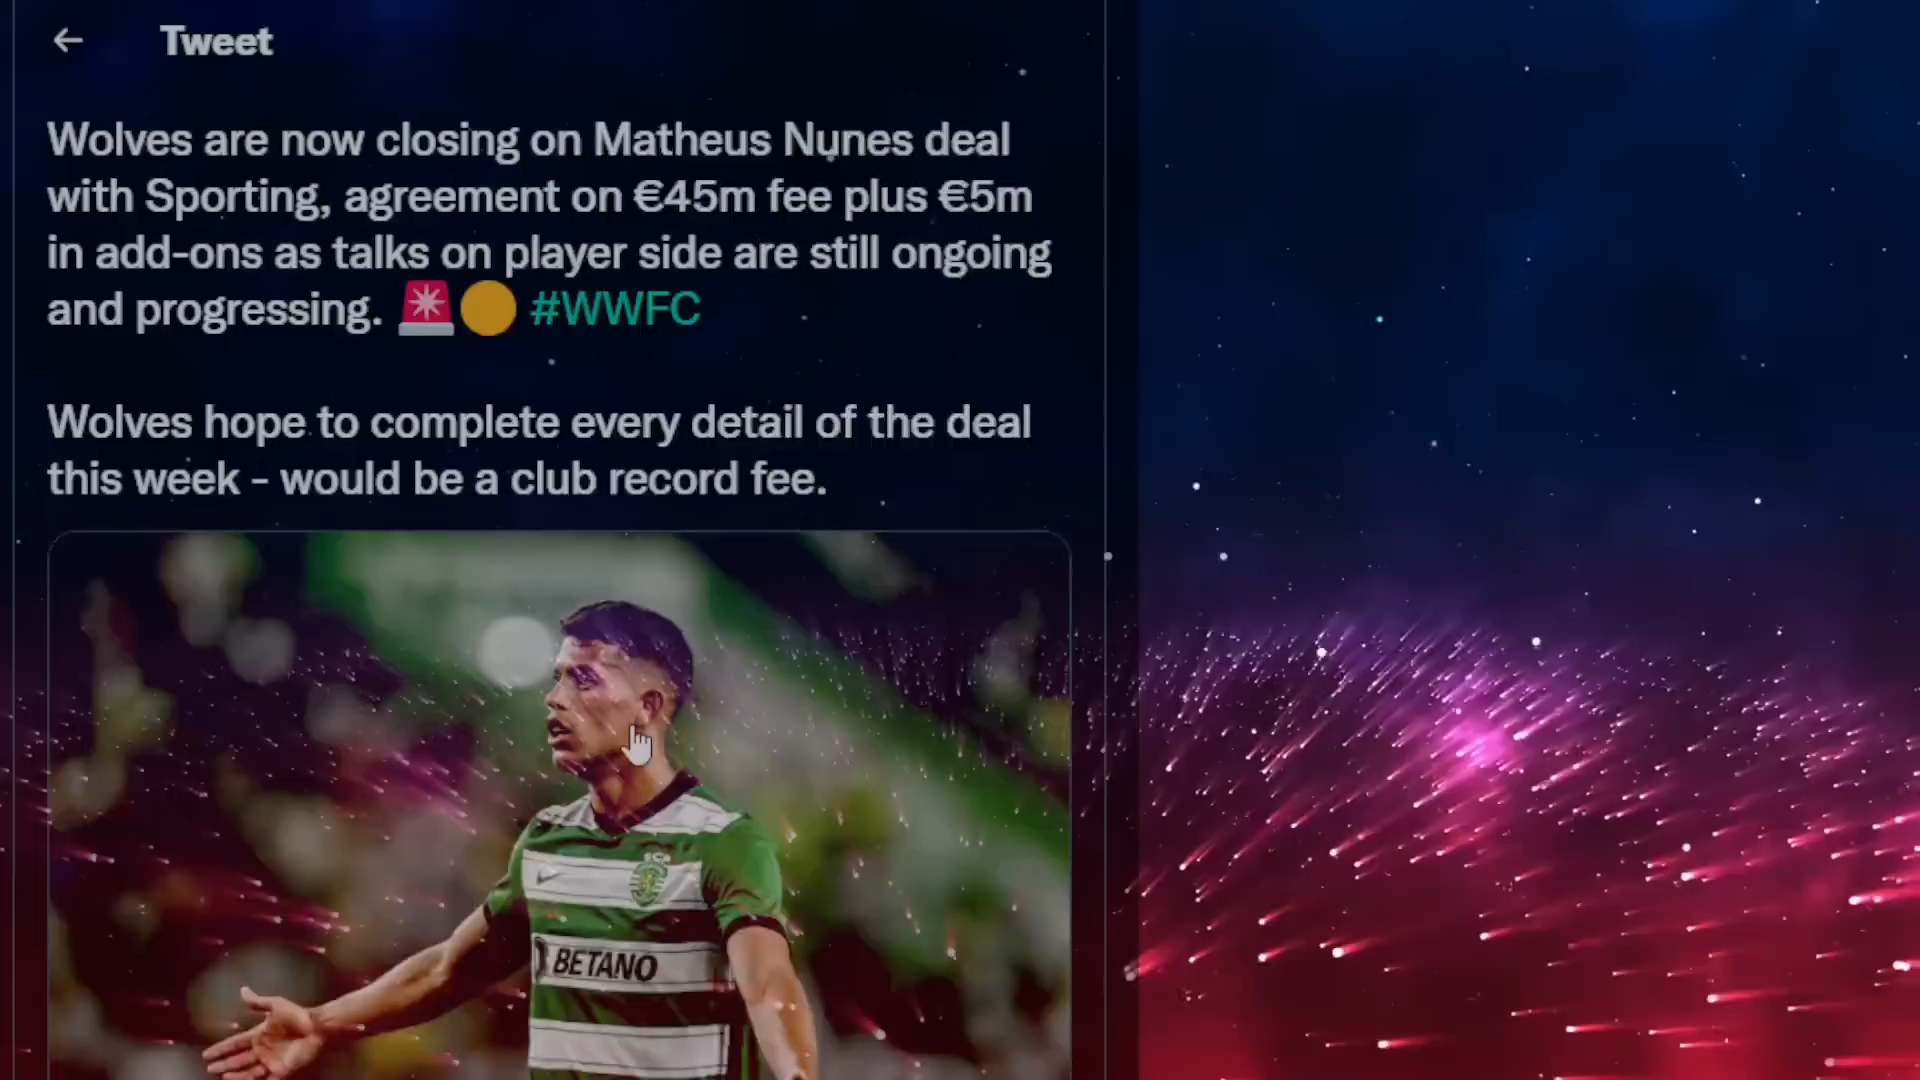 Tweet
Wolves are now closing on Matheus Nunes deal
with Sporting, agreement on €45m fee plus €5m
in add-ons as talks on player side are still ongoing
and progressing. 🚨🟠 #WWFC
Wolves hope to complete every detail of the deal
this week - would be a club record fee.
SCP
BETANO